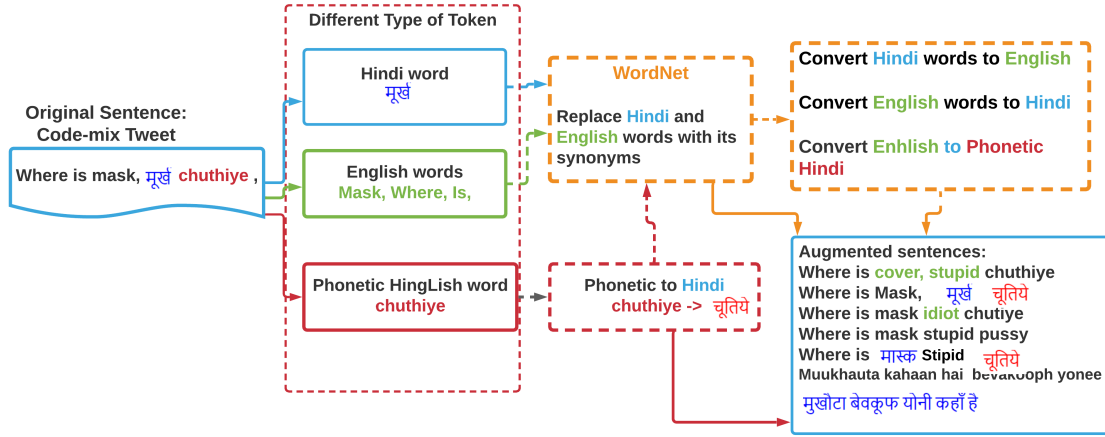 Original Sentence:
Code-mix Tweet
Where is mask, मूर्ख chuthiye ,
Different Type of Token
Hindi word
मूर्ख
English words
Mask, Where, Is,
Phonetic HingLish word
chuthiye
WordNet
Replace Hindi and
English words with its
synonyms
Phonetic to Hindi
chuthiye -> चूतिये
Convert Hindi words to English
Convert English words to Hindi
Convert Enhlish to Phonetic
Hindi
Augmented sentences:
Where is cover, stupid chuthiye
Where is Mask, मूर्ख चूतिये
Where is mask idiot chutiye
Where is mask stupid pussy
Where is मास्क Stipid चूतिये
Muukhauta kahaan hai bevakooph yonee
मुखौटा बेवकूफ योनी कहाँ है